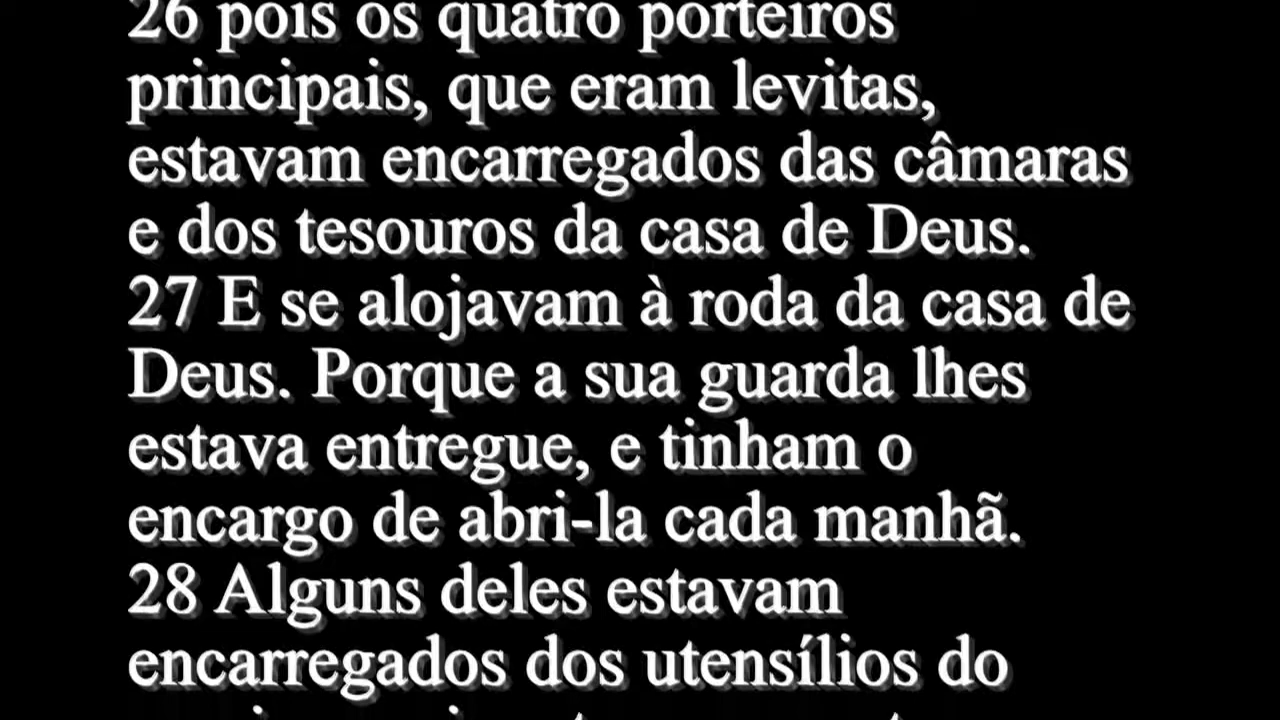 26 pois os quatro porteiros
principais, que eram levitas,
estavam encarregados das câmaras
e dos tesouros da casa de Deus.
27 E se alojavam à roda da casa de
Deus. Porque a sua guarda lhes
estava entregue, e tinham o
encargo de abri-la cada manhã.
28 Alguns deles estavam
encarregados dos utensílios do